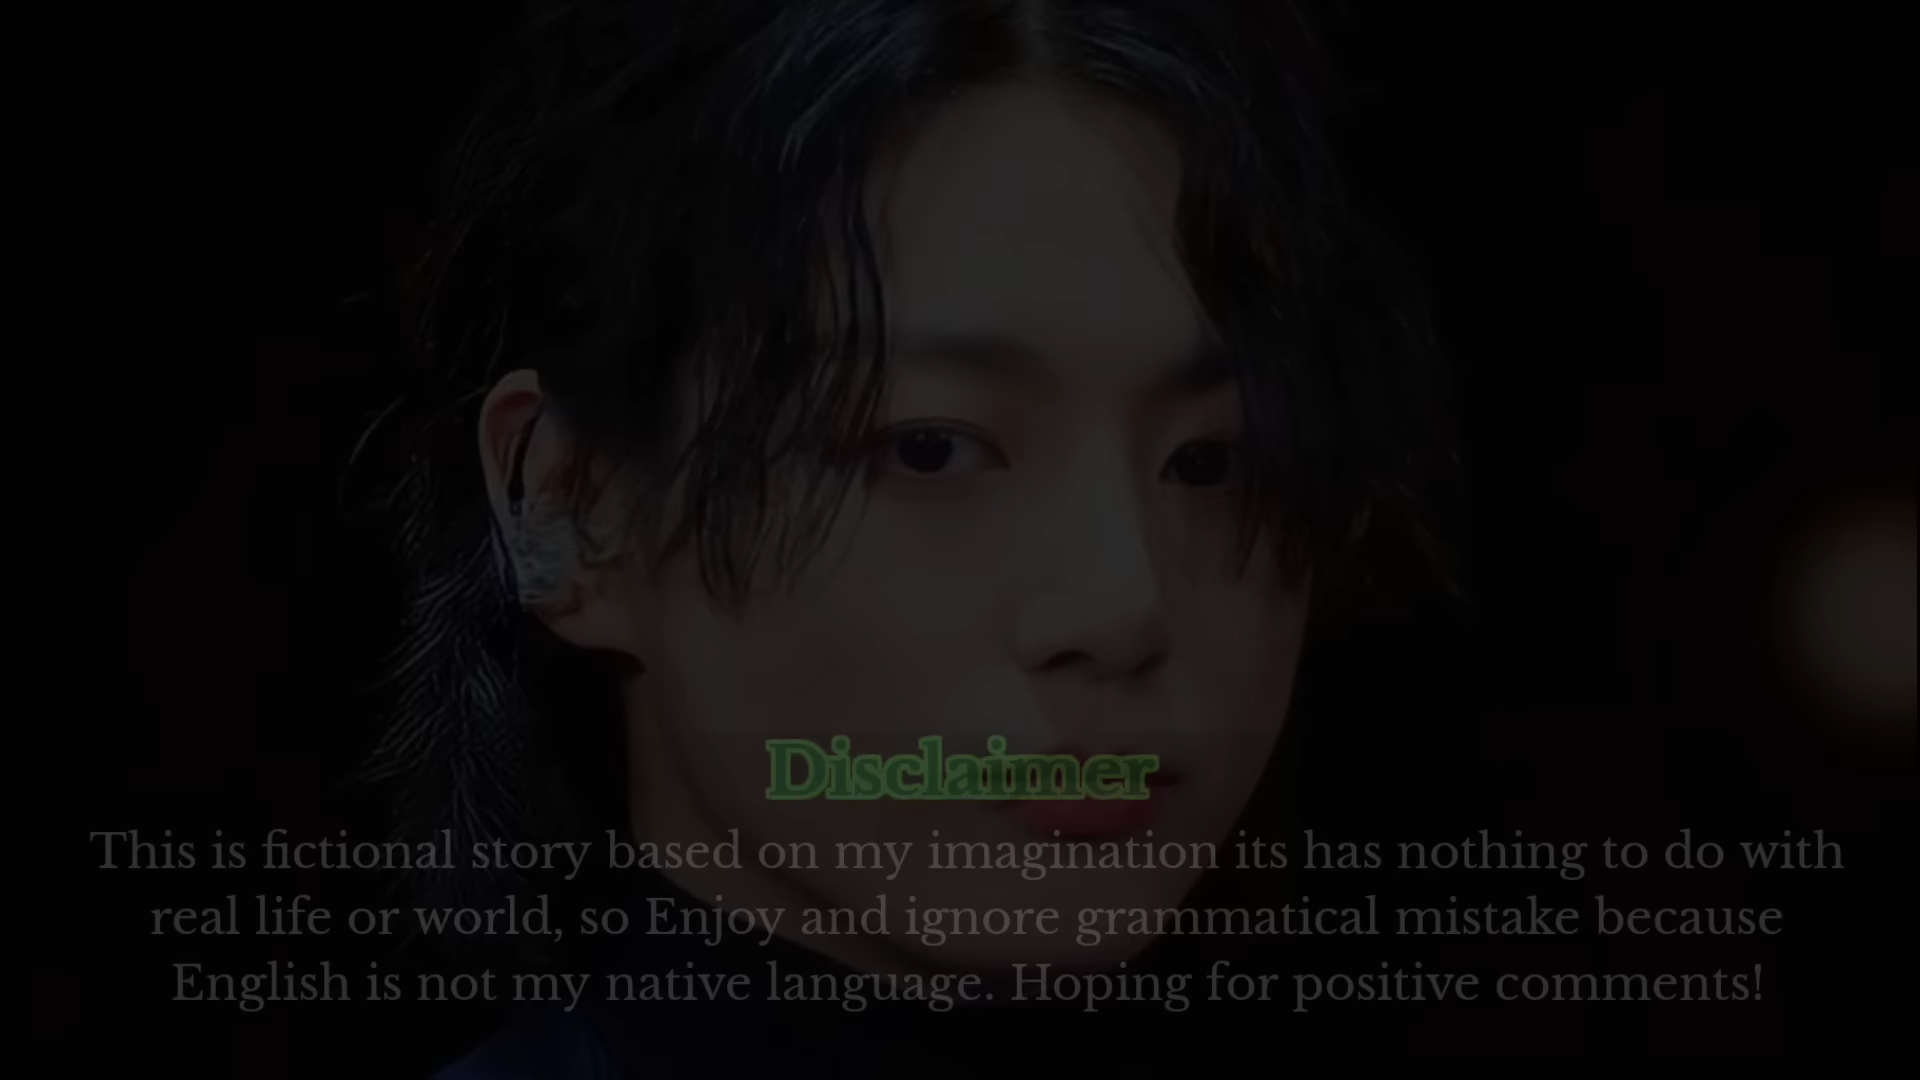 Disclaimer
This is fictional story based on my imagination its has nothing to do with
real life or world, so Enjoy and ignore grammatical mistake because
English is not my native language. Hoping for positive comments!